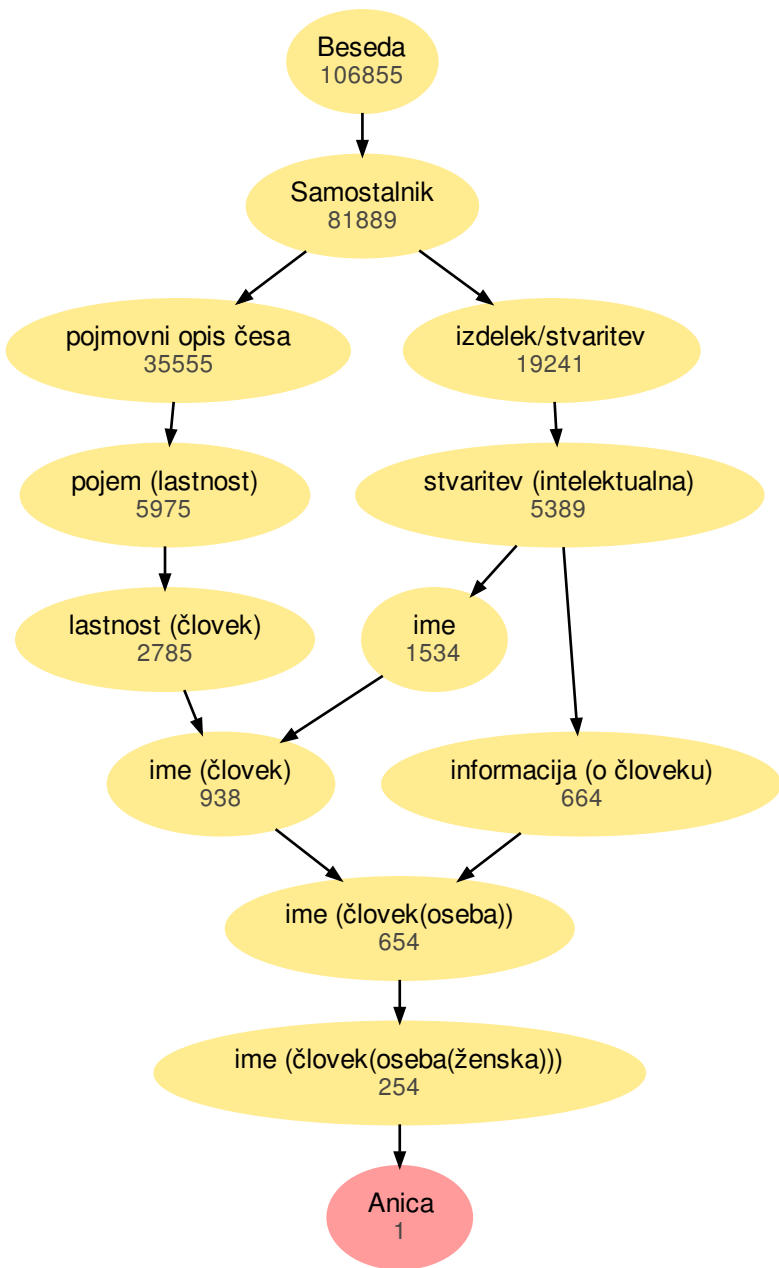 Beseda
106855
Samostalnik
81889
pojmovni opis česa
35555
izdelek/stvaritev
19241
pojem (lastnost)
5975
stvaritev (intelektualna)
5389
lastnost (človek)
2785
ime
1534
ime (človek)
938
informacija (o človeku)
664
ime (človek(oseba))
654
ime (človek(oseba(ženska)))
254
Anica
1